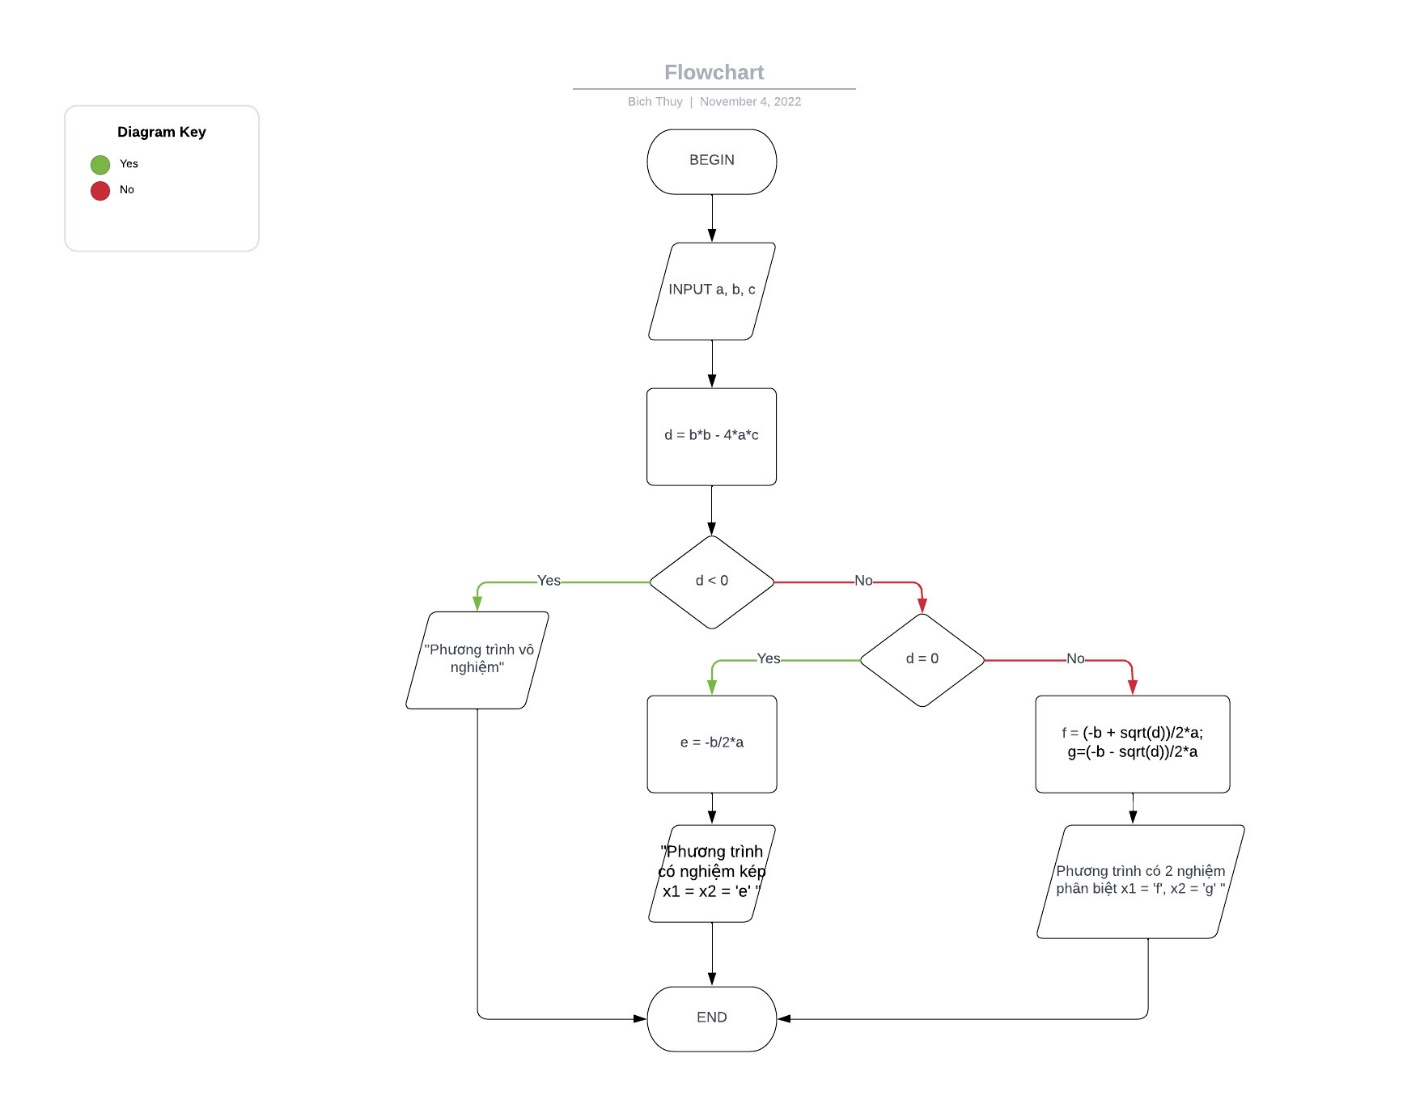 Flowchart
Bich Thuy | November 4, 2022
Diagram Key
Yes
No
BEGIN
INPUT a, b, c
d = b*b - 4*a*c
d < 0
Yes
No
"Phương trình vô
nghiệm"
d = 0
Yes
No
e = -b/2*a
f = (-b + sqrt(d))/2*a;
g=(-b - sqrt(d))/2*a
"Phương trình
có nghiệm kép
x1 = x2 = 'e' "
Phương trình có 2 nghiệm
phân biệt x1 = 'f', x2 = 'g' "
END